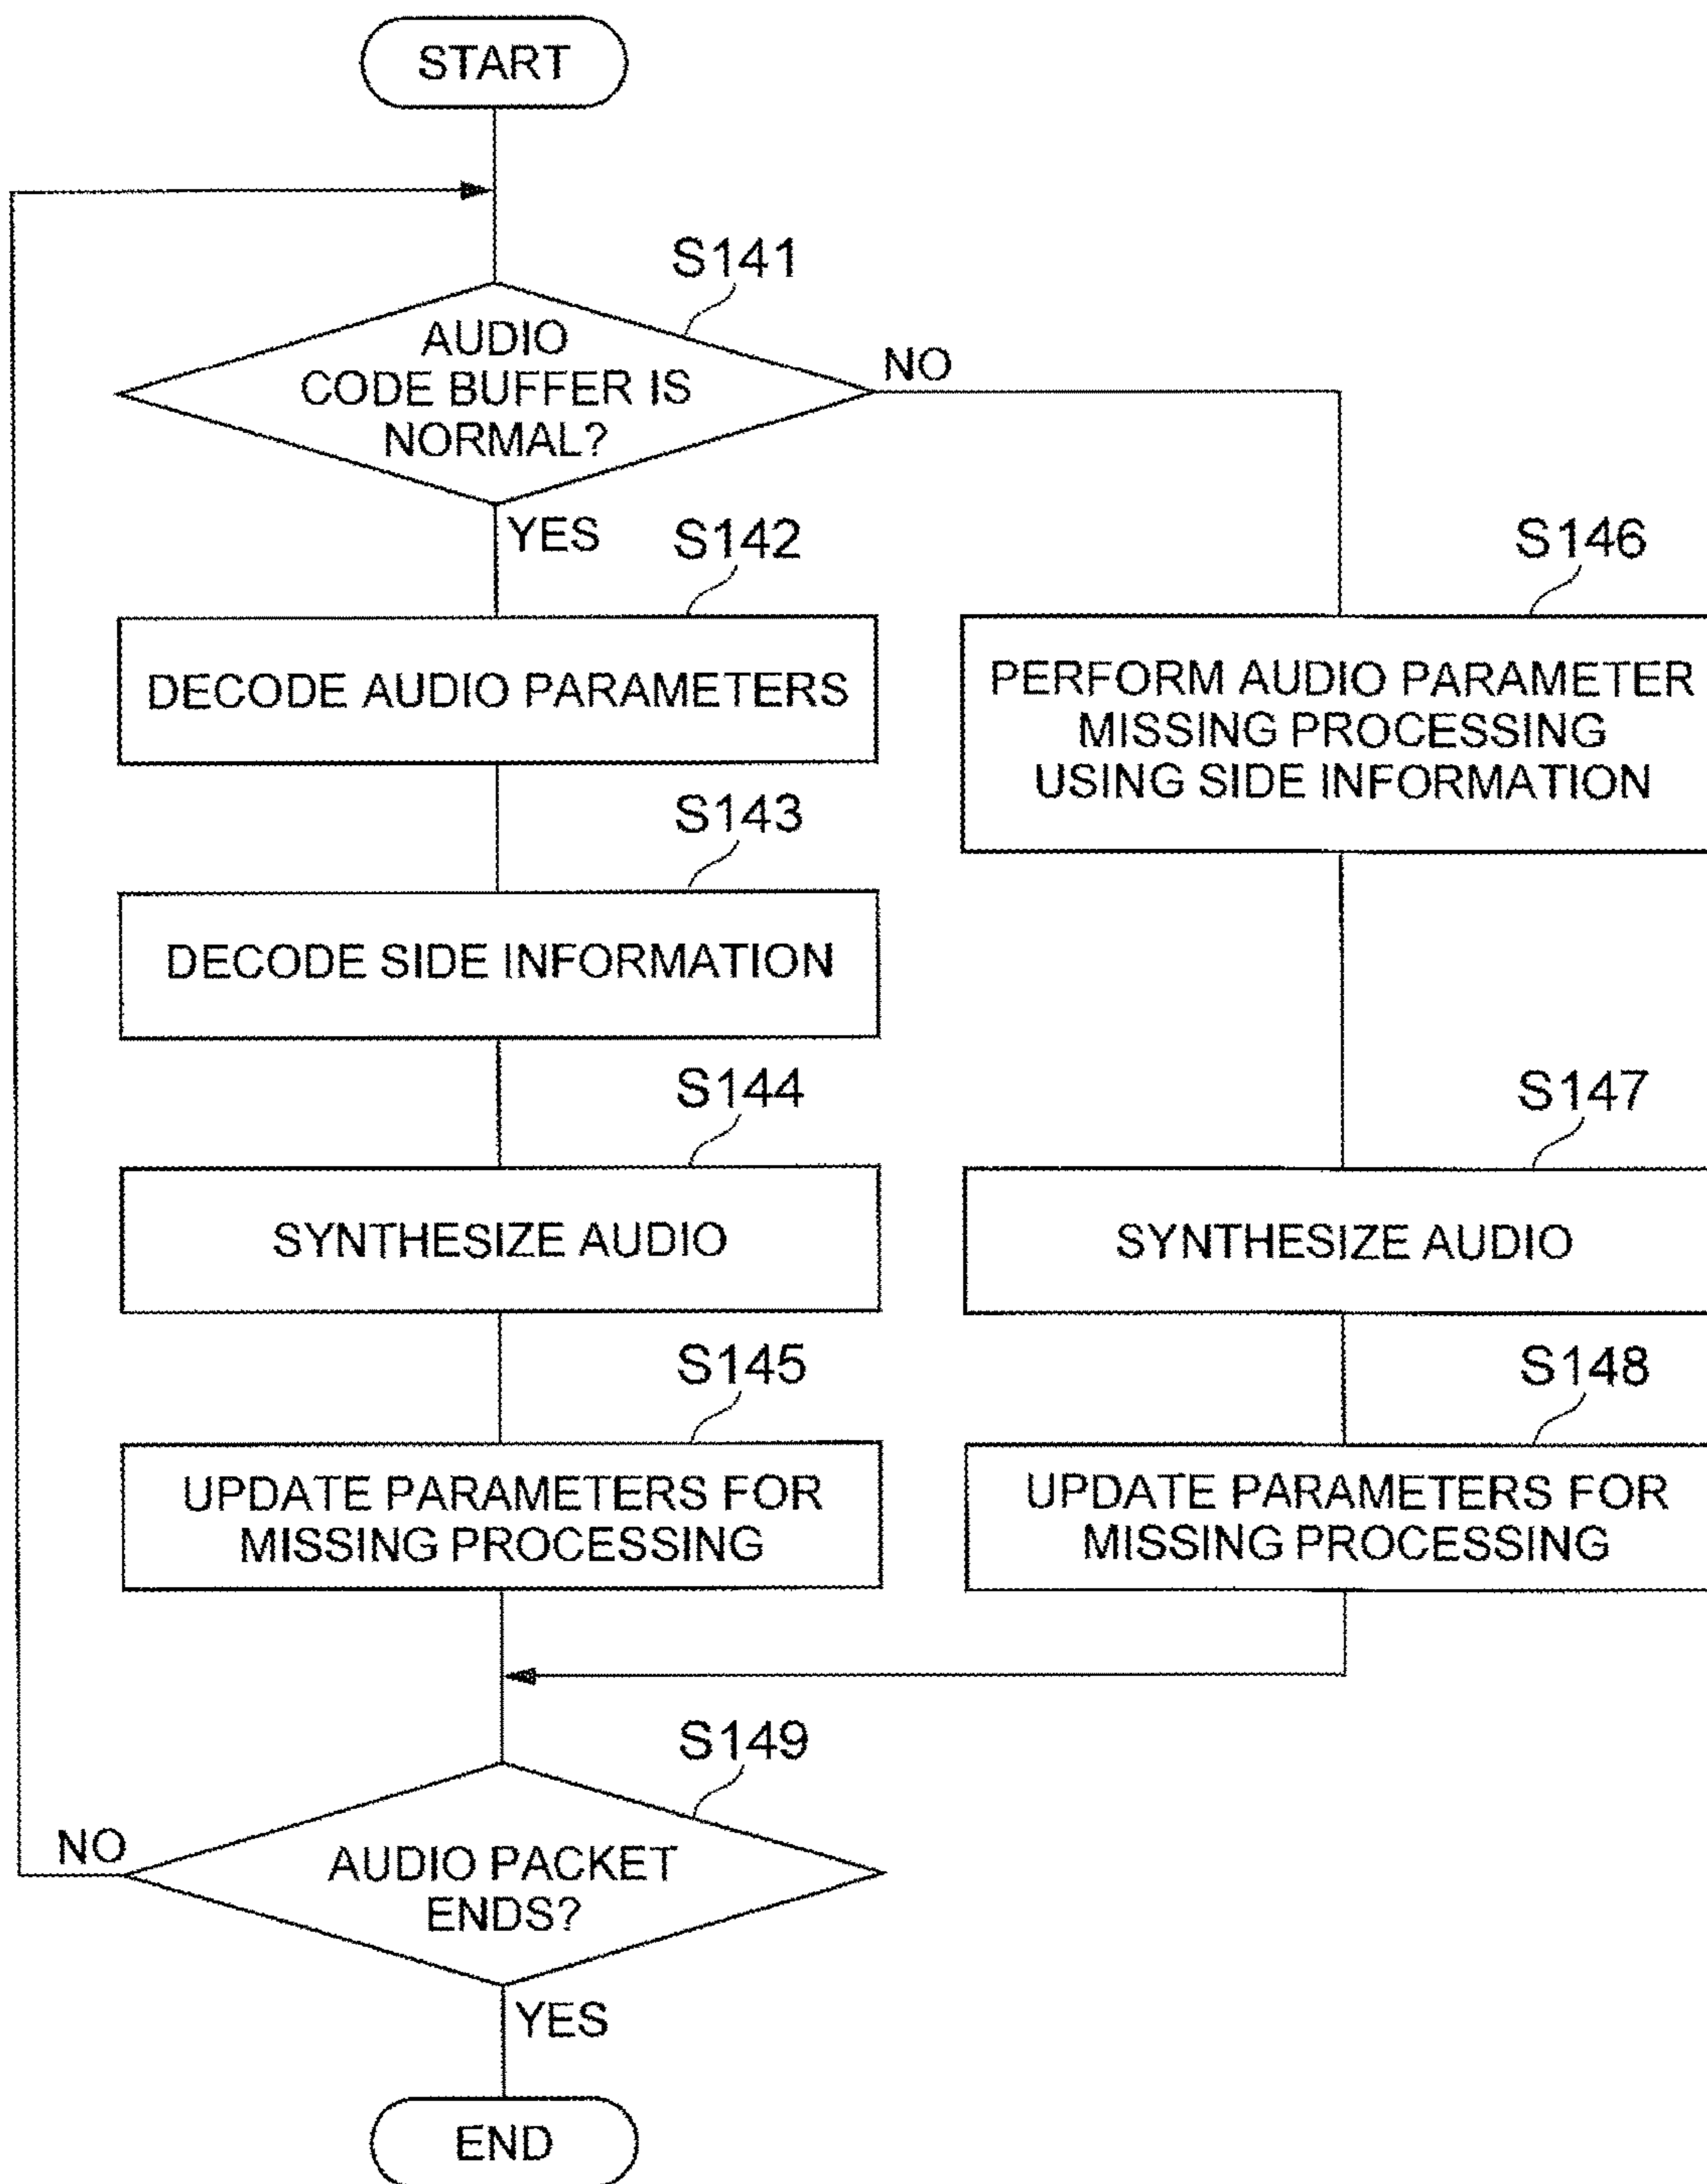 START
S141
AUDIO
CODE BUFFER IS
NORMAL?
NO
YES
S142
DECODE AUDIO PARAMETERS
S146
PERFORM AUDIO PARAMETER
MISSING PROCESSING
USING SIDE INFORMATION
S143
DECODE SIDE INFORMATION
S144
SYNTHESIZE AUDIO
S147
SYNTHESIZE AUDIO
S145
UPDATE PARAMETERS FOR
MISSING PROCESSING
S148
UPDATE PARAMETERS FOR
MISSING PROCESSING
S149
NO
AUDIO PACKET
ENDS?
YES
END